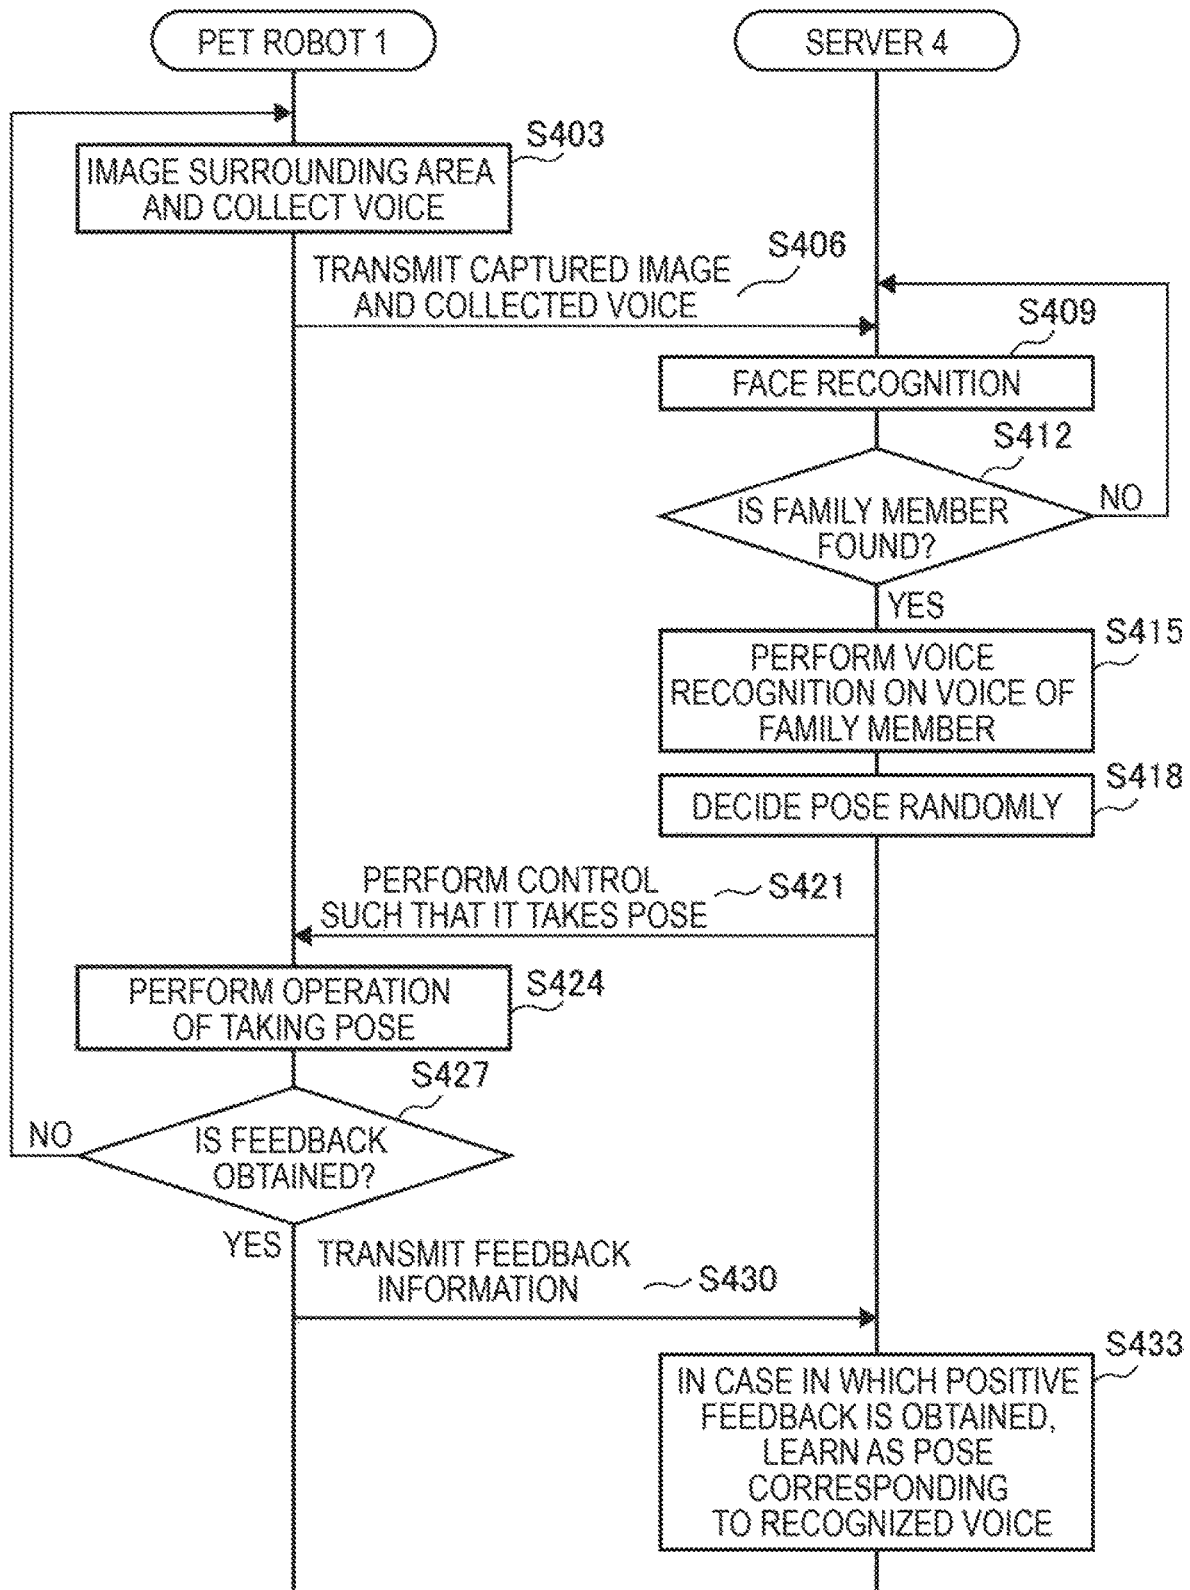 PET ROBOT 1
SERVER 4
S403
IMAGE SURROUNDING AREA
AND COLLECT VOICE
S406
TRANSMIT CAPTURED IMAGE
AND COLLECTED VOICE
S409
FACE RECOGNITION
S412
IS FAMILY MEMBER
FOUND?
NO
YES
S415
PERFORM VOICE
RECOGNITION ON VOICE OF
FAMILY MEMBER
S418
DECIDE POSE RANDOMLY
PERFORM CONTROL
SUCH THAT IT TAKES POSE
S421
S424
PERFORM OPERATION
OF TAKING POSE
S427
NO
IS FEEDBACK
OBTAINED?
YES
TRANSMIT FEEDBACK
INFORMATION
S430
S433
IN CASE IN WHICH POSITIVE
FEEDBACK IS OBTAINED,
LEARN AS POSE
CORRESPONDING
TO RECOGNIZED VOICE